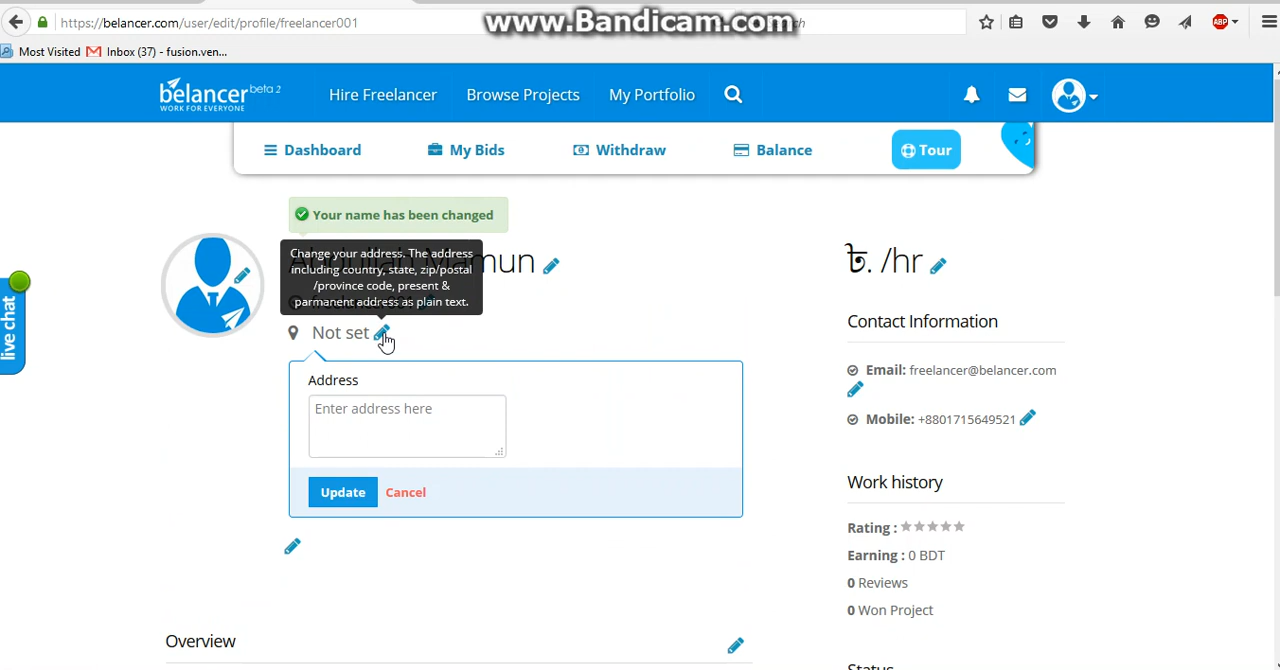 https://belancer.com/user/edit/profile/freelancer001
www.Bandicam.com
Most Visited
Inbox (37) - fusion.ven...
ABP
belancer beta 2
WORK FOR EVERYONE
Hire Freelancer
Browse Projects
My Portfolio
Dashboard
My Bids
Withdraw
Balance
Tour
Your name has been changed
Abdullah Mamun
Change your address. The address
including country, state, zip/postal
/province code, present &
parmanent address as plain text.
Not set
Address
Enter address here
Update
Cancel
Overview
৳. /hr
Contact Information
Email: freelancer@belancer.com
Mobile: +8801715649521
Work history
Rating :
Earning : 0 BDT
0 Reviews
0 Won Project
Status
live chat